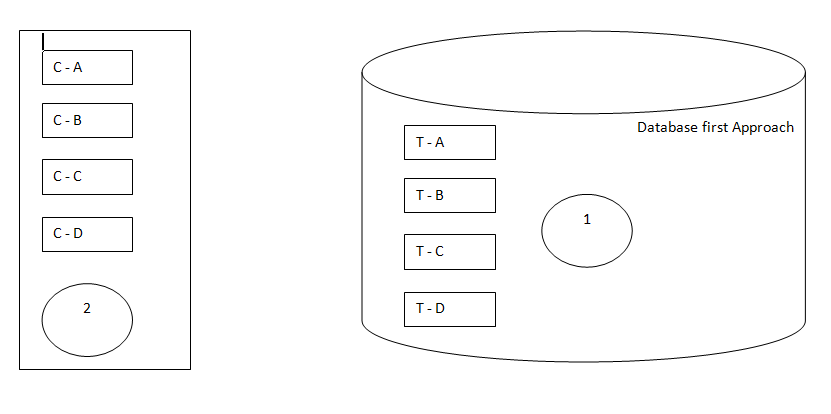 C - A
C - B
C - C
C - D
2
Database first Approach
T - A
T - B
1
T - C
T - D